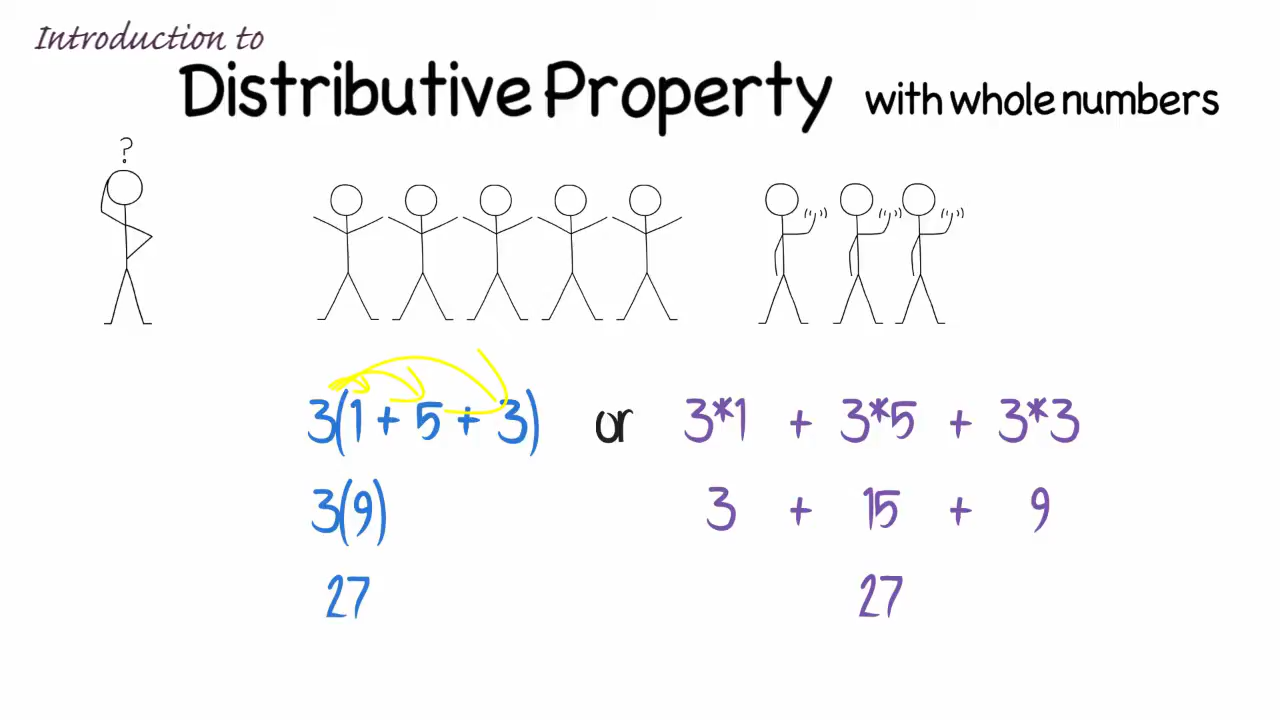 Introduction to
Distributive Property with whole numbers
?
3(1 + 5 + 3) or 3*1 + 3*5 + 3*3
3(9) 3 + 15 + 9
27 27